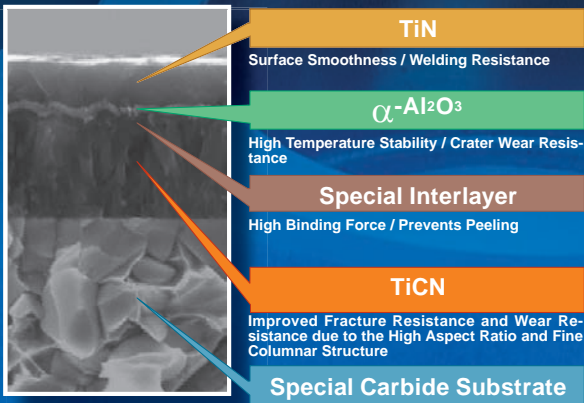 TiN
Surface Smoothness / Welding Resistance
α-Al₂O₃
High Temperature Stability / Crater Wear Resis-
tance
Special Interlayer
High Binding Force / Prevents Peeling
TiCN
Improved Fracture Resistance and Wear Re-
sistance due to the High Aspect Ratio and Fine
Columnar Structure
Special Carbide Substrate